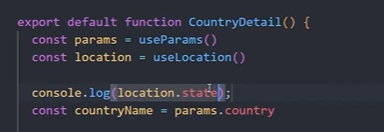 export default function CountryDetail() {
const params = useParams()
const location = useLocation()
console.log(location.state);
const countryName = params.country